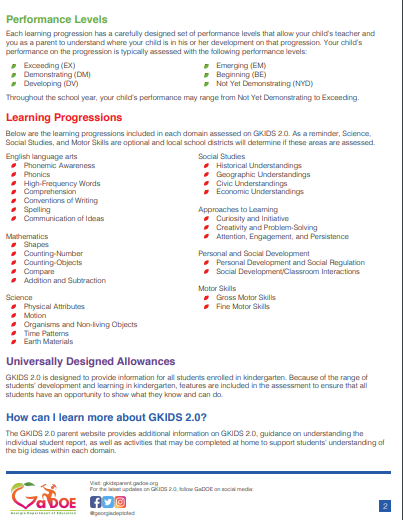 Performance Levels
Each learning progression has a carefully designed set of performance levels that allow your child's teacher and
you as a parent to understand where your child is in his or her development on that progression. Your child's
performance on the progression is typically assessed with the following performance levels:
Exceeding (EX)
Demonstrating (DM)
Developing (DV)
Emerging (EM)
Beginning (BE)
Not Yet Demonstrating (NYD)
Throughout the school year, your child's performance may range from Not Yet Demonstrating to Exceeding.
Learning Progressions
Below are the learning progressions included in each domain assessed on GKIDS 2.0. As a reminder, Science,
Social Studies, and Motor Skills are optional and local school districts will determine if these areas are assessed.
English language arts
Phonemic Awareness
Phonics
High-Frequency Words
Comprehension
Conventions of Writing
Spelling
Communication of Ideas
Mathematics
Shapes
Counting-Number
Counting-Objects
Compare
Addition and Subtraction
Science
Physical Attributes
Motion
Organisms and Non-living Objects
Time Patterns
Earth Materials
Social Studies
Historical Understandings
Geographic Understandings
Civic Understandings
Economic Understandings
Approaches to Learning
Curiosity and Initiative
Creativity and Problem-Solving
Attention, Engagement, and Persistence
Personal and Social Development
Personal Development and Social Regulation
Social Development/Classroom Interactions
Motor Skills
Gross Motor Skills
Fine Motor Skills
Universally Designed Allowances
GKIDS 2.0 is designed to provide information for all students enrolled in kindergarten. Because of the range of
students' development and learning in kindergarten, features are included in the assessment to ensure that all
students have an opportunity to show what they know and can do.
How can I learn more about GKIDS 2.0?
The GKIDS 2.0 parent website provides additional information on GKIDS 2.0, guidance on understanding the
individual student report, as well as activities that may be completed at home to support students' understanding of
the big ideas within each domain.
GaDOE
Georgia Department of Education
Visit: gkidsparent.gadoe.org
For the latest updates on GKIDS 2.0, follow GaDOE on social media:
@georgiadeptofed
2